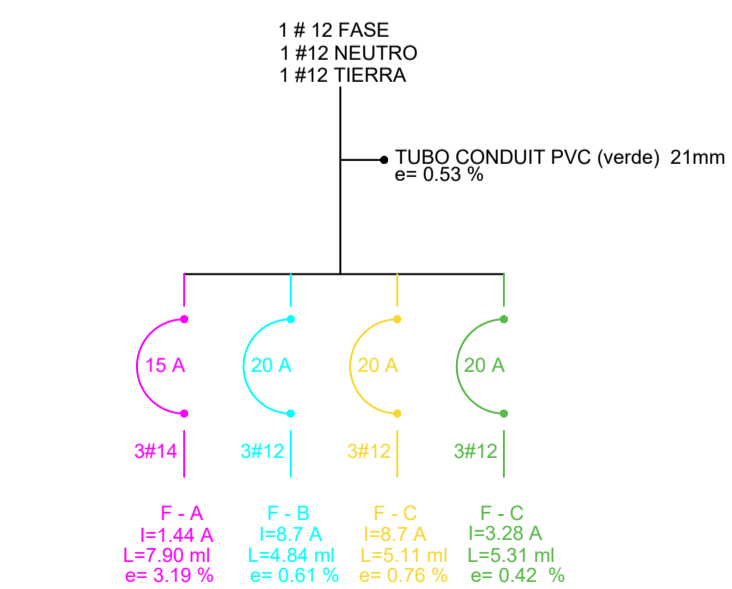 1 # 12 FASE
1 #12 NEUTRO
1 #12 TIERRA
TUBO CONDUIT PVC (verde) 21mm
e= 0.53 %
15 A 20 A 20 A 20 A
3#14 3#12 3#12 3#12
F - A F - B F - C F - C
I=1.44 A I=8.7 A I=8.7 A I=3.28 A
L=7.90 ml L=4.84 ml L=5.11 ml L=5.31 ml
e= 3.19 % e= 0.61 % e= 0.76 % e= 0.42 %